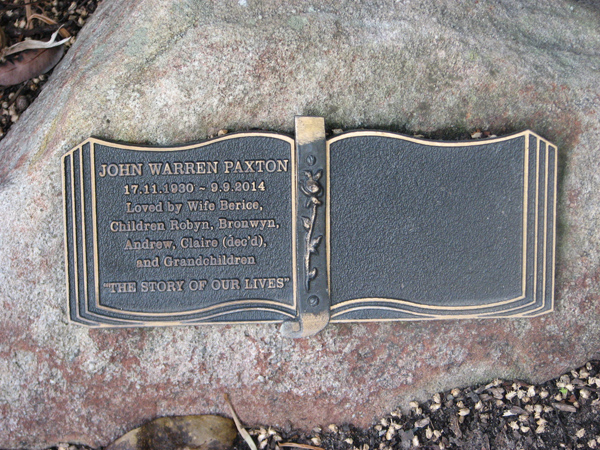 JOHN WARREN PAXTON
17.11.1930 ~ 9.9.2014
Loved by Wife Berice,
Children Robyn, Bronwyn,
Andrew, Claire (dec'd),
and Grandchildren
"THE STORY OF OUR LIVES"